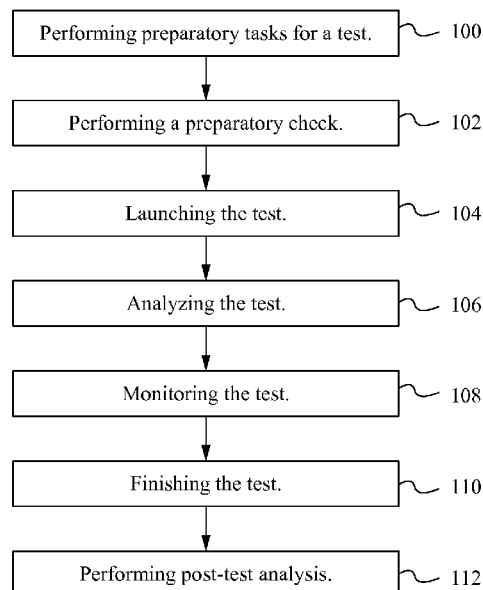 Performing preparatory tasks for a test. 100
Performing a preparatory check. 102
Launching the test. 104
Analyzing the test. 106
Monitoring the test. 108
Finishing the test. 110
Performing post-test analysis. 112